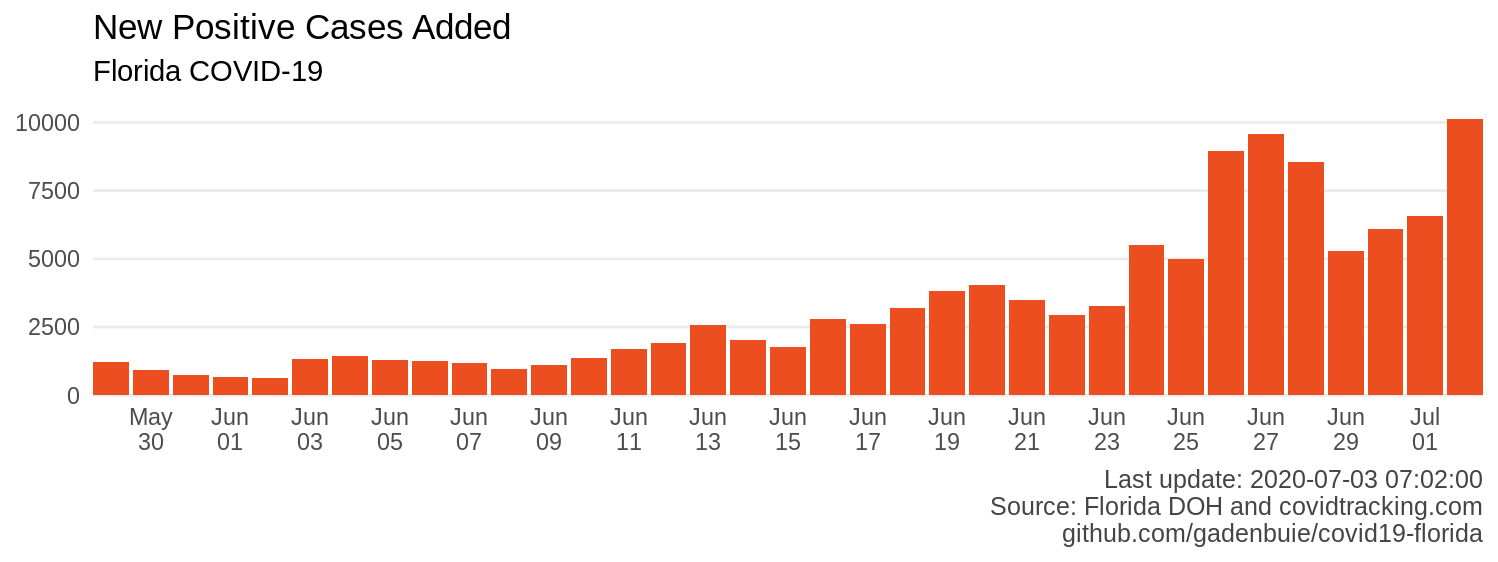 New Positive Cases Added
Florida COVID-19
10000
7500
5000
2500
0
May Jun Jun Jun Jun Jun Jun Jun Jun Jun Jun Jun Jun Jun Jun Jun Jul
30 01 03 05 07 09 11 13 15 17 19 21 23 25 27 29 01
Last update: 2020-07-03 07:02:00
Source: Florida DOH and covidtracking.com
github.com/gadenbuie/covid19-florida